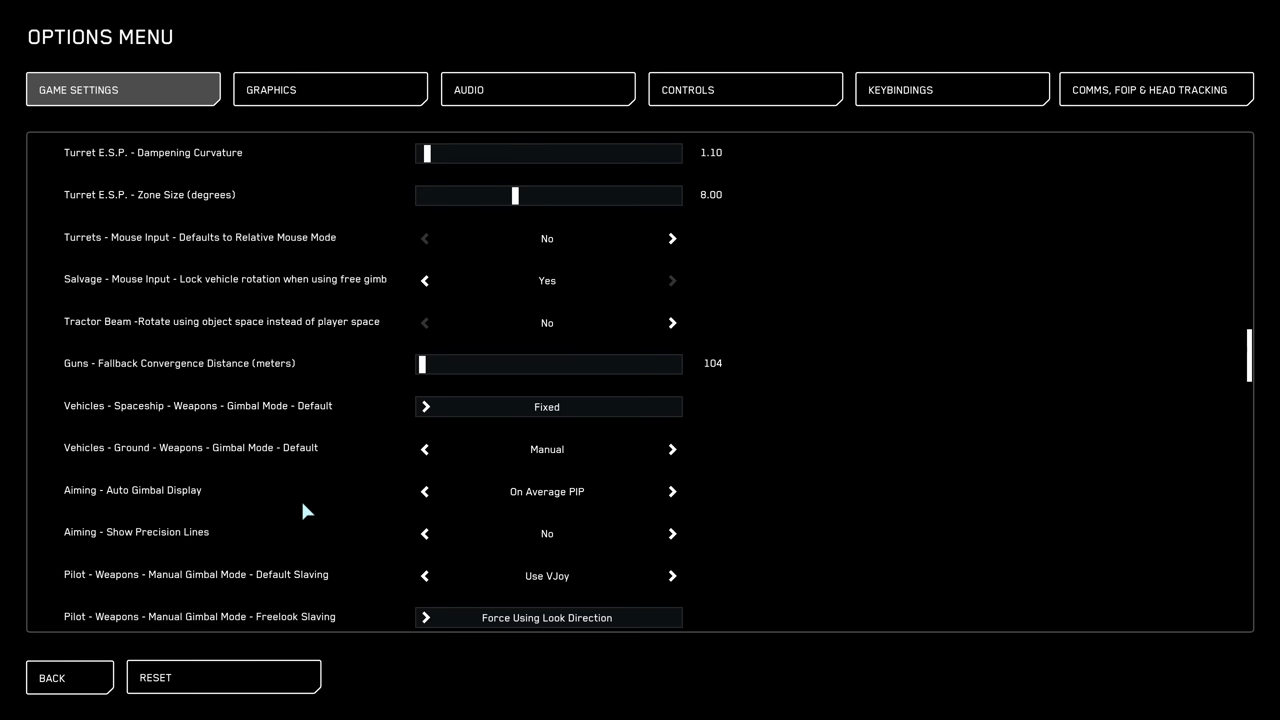 OPTIONS MENU
GAME SETTINGS
GRAPHICS
AUDIO
CONTROLS
KEYBINDINGS
COMMS, FOIP & HEAD TRACKING
Turret E.S.P. - Dampening Curvature 1.10
Turret E.S.P. - Zone Size (degrees) 8.00
Turrets - Mouse Input - Defaults to Relative Mouse Mode No
Salvage - Mouse Input - Lock vehicle rotation when using free gimb Yes
Tractor Beam -Rotate using object space instead of player space No
Guns - Fallback Convergence Distance (meters) 104
Vehicles - Spaceship - Weapons - Gimbal Mode - Default Fixed
Vehicles - Ground - Weapons - Gimbal Mode - Default Manual
Aiming - Auto Gimbal Display On Average PIP
Aiming - Show Precision Lines No
Pilot - Weapons - Manual Gimbal Mode - Default Slaving Use VJoy
Pilot - Weapons - Manual Gimbal Mode - Freelook Slaving Force Using Look Direction
BACK
RESET